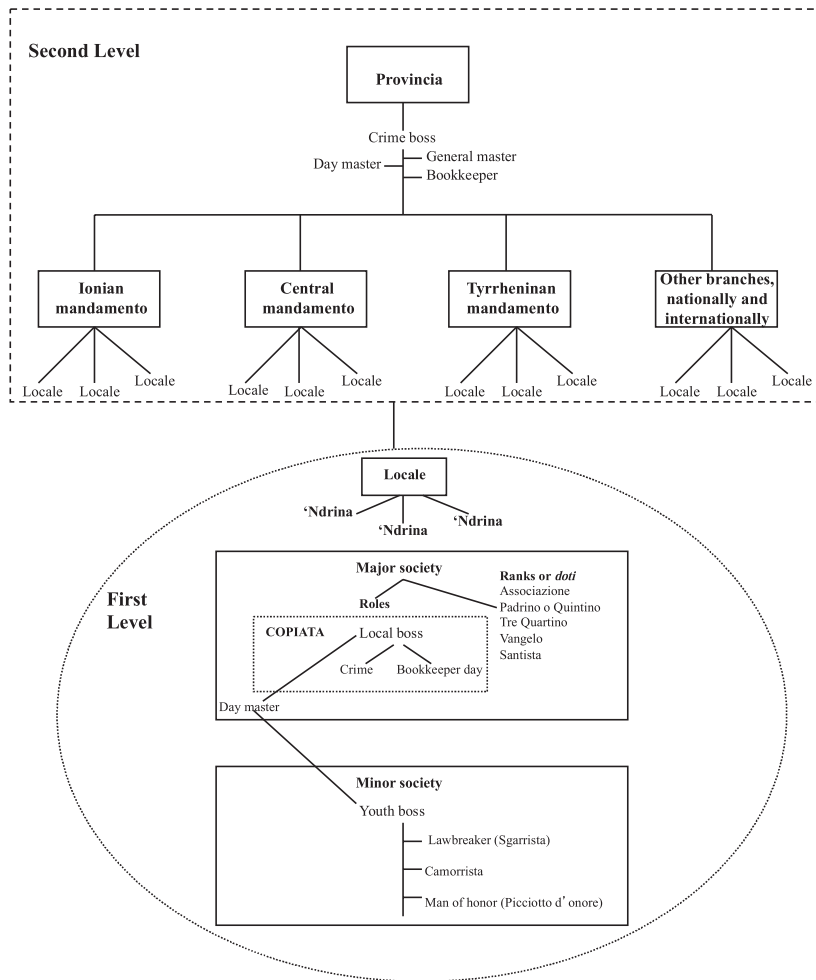 Second Level
Provincia
Crime boss
Day master
General master
Bookkeeper
Ionian
mandamento
Central
mandamento
Tyrrheninan
mandamento
Other branches,
nationally and
internationally
Locale
Locale
Locale
Locale
Locale
Locale
Locale
Locale
Locale
Locale
Locale
Locale
Locale
‘Ndrina
‘Ndrina
‘Ndrina
First
Level
Major society
Roles
Ranks or doti
Associazione
Padrino o Quintino
Tre Quartino
Vangelo
Santista
COPIATA
Local boss
Crime
Bookkeeper day
Day master
Minor society
Youth boss
Lawbreaker (Sgarrista)
Camorrista
Man of honor (Picciotto d’ onore)